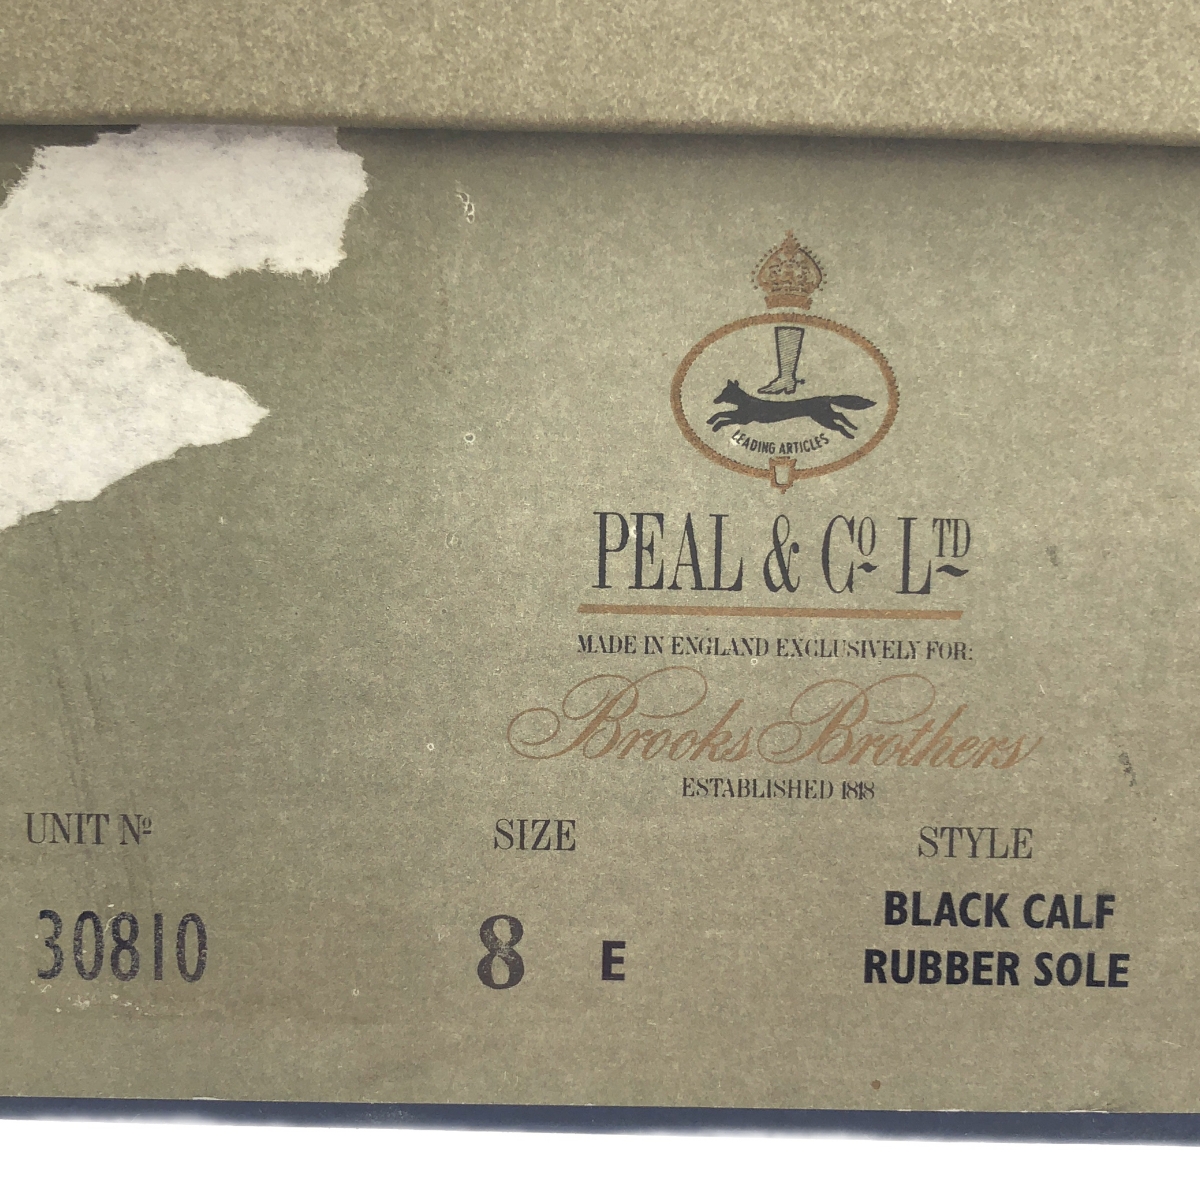 LEADING ARTICLES
PEAL & Cº LTD
MADE IN ENGLAND EXCLUSIVELY FOR:
Brooks Brothers
ESTABLISHED 1818
UNIT Nº SIZE STYLE
30810 8 E BLACK CALF
RUBBER SOLE